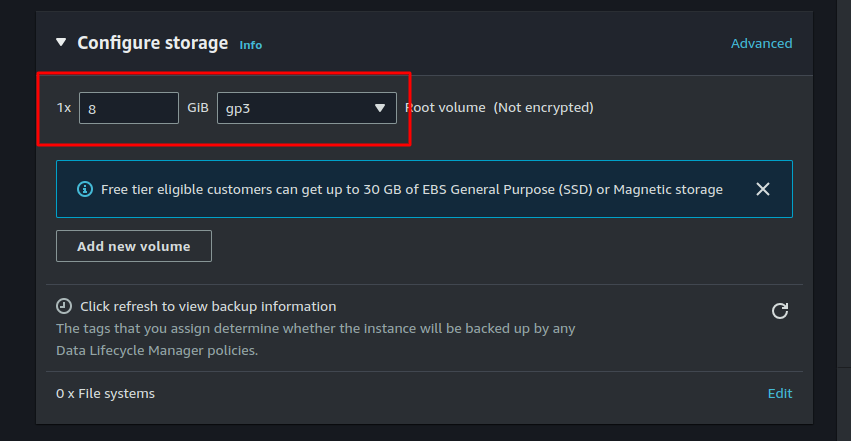 Configure storage Info Advanced
1x 8 GiB gp3 Root volume (Not encrypted)
Free tier eligible customers can get up to 30 GB of EBS General Purpose (SSD) or Magnetic storage
Add new volume
Click refresh to view backup information
The tags that you assign determine whether the instance will be backed up by any
Data Lifecycle Manager policies.
0 x File systems Edit